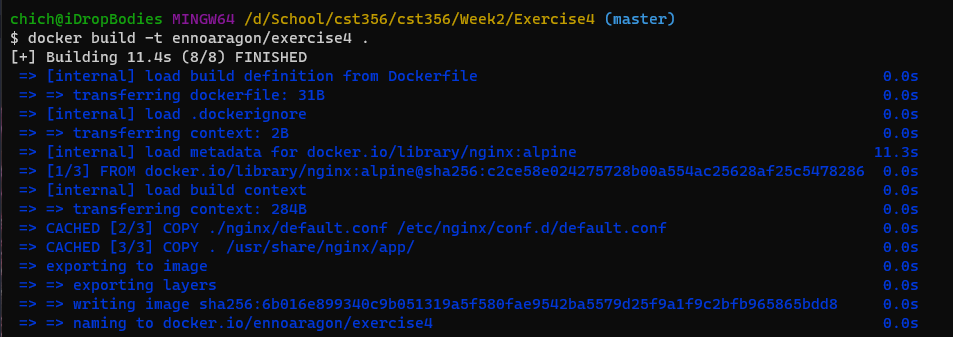 chich@iDropBodies MINGW64 /d/School/cst356/cst356/Week2/Exercise4 (master)
$ docker build -t ennoaragon/exercise4 .
[+] Building 11.4s (8/8) FINISHED
=> [internal] load build definition from Dockerfile 0.0s
=> => transferring dockerfile: 31B 0.0s
=> [internal] load .dockerignore 0.0s
=> => transferring context: 2B 0.0s
=> [internal] load metadata for docker.io/library/nginx:alpine 11.3s
=> [1/3] FROM docker.io/library/nginx:alpine@sha256:c2ce58e024275728b00a554ac25628af25c5478286 0.0s
=> [internal] load build context 0.0s
=> => transferring context: 284B 0.0s
=> CACHED [2/3] COPY ./nginx/default.conf /etc/nginx/conf.d/default.conf 0.0s
=> CACHED [3/3] COPY . /usr/share/nginx/app/ 0.0s
=> exporting to image 0.0s
=> => exporting layers 0.0s
=> => writing image sha256:6b016e899340c9b051319a5f580fae9542ba5579d25f9a1f9c2bfb965865bdd8 0.0s
=> => naming to docker.io/ennoaragon/exercise4 0.0s